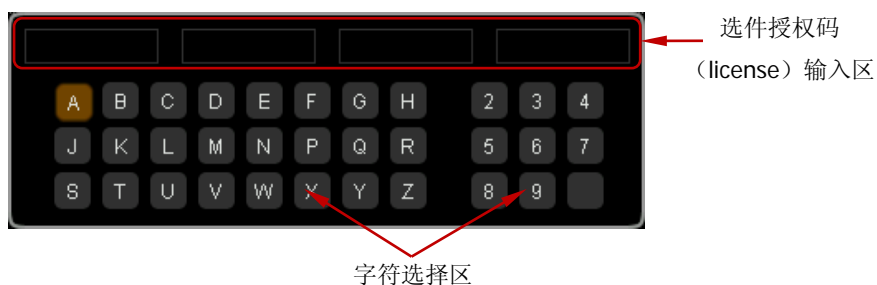 选件授权码
（license）输入区
A B C D E F G H 2 3 4
J K L M N P Q R 5 6 7
S T U V W X Y Z 8 9
字符选择区